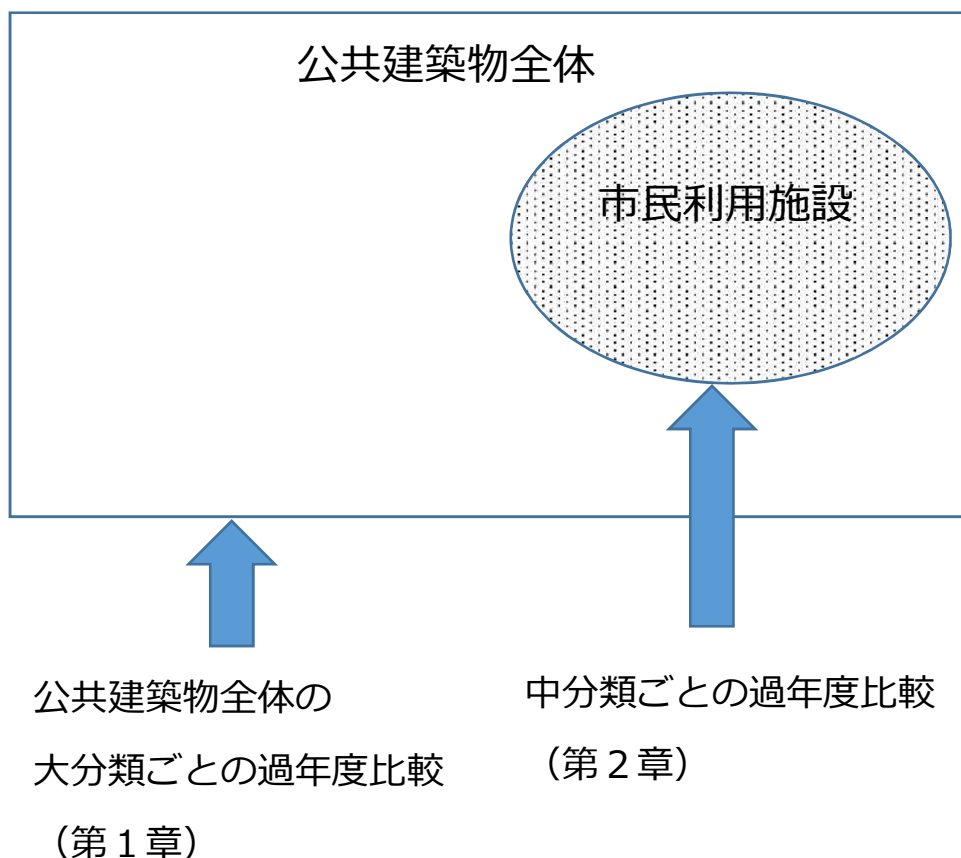 公共建築物全体
市民利用施設
公共建築物全体の
大分類ごとの過年度比較
（第１章）
中分類ごとの過年度比較
（第２章）